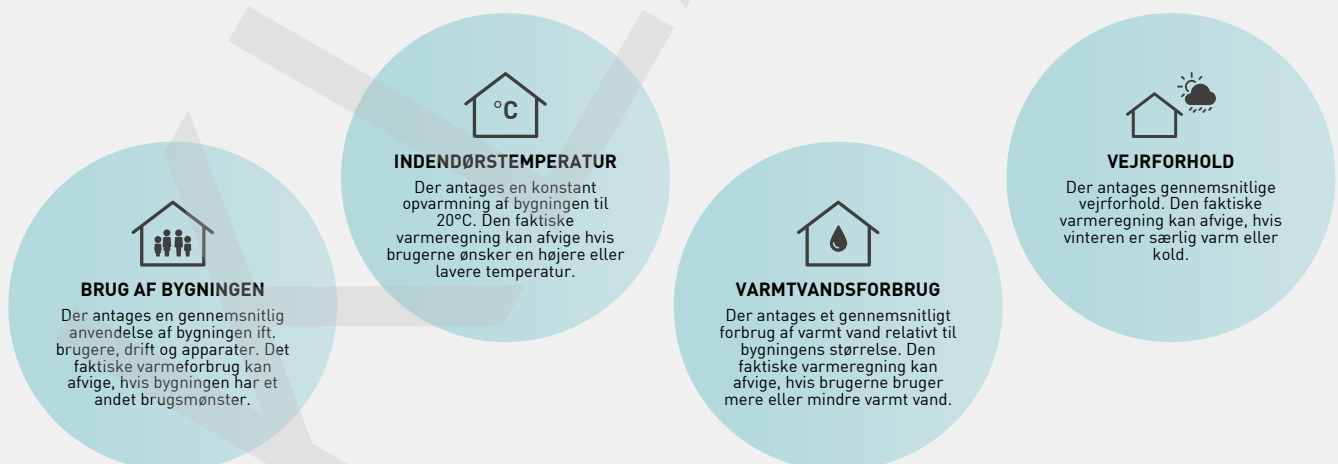 BRUG AF BYGNINGEN
Der antages en gennemsnitlig
anvendelse af bygningen ift.
brugere, drift og apparater. Det
faktiske varmeforbrug kan
afvige, hvis bygningen har et
andet brugsmønster.
°C
INDENDØRSTEMPERATUR
Der antages en konstant
opvarmning af bygningen til
20°C. Den faktiske
varmeregning kan afvige hvis
brugerne ønsker en højere eller
lavere temperatur.
VARMTVANDSFORBRUG
Der antages et gennemsnitligt
forbrug af varmt vand relativt til
bygningens størrelse. Den
faktiske varmeregning kan
afvige, hvis brugerne bruger
mere eller mindre varmt vand.
VEJRFORHOLD
Der antages gennemsnitlige
vejrforhold. Den faktiske
varmeregning kan afvige, hvis
vinteren er særlig varm eller
kold.